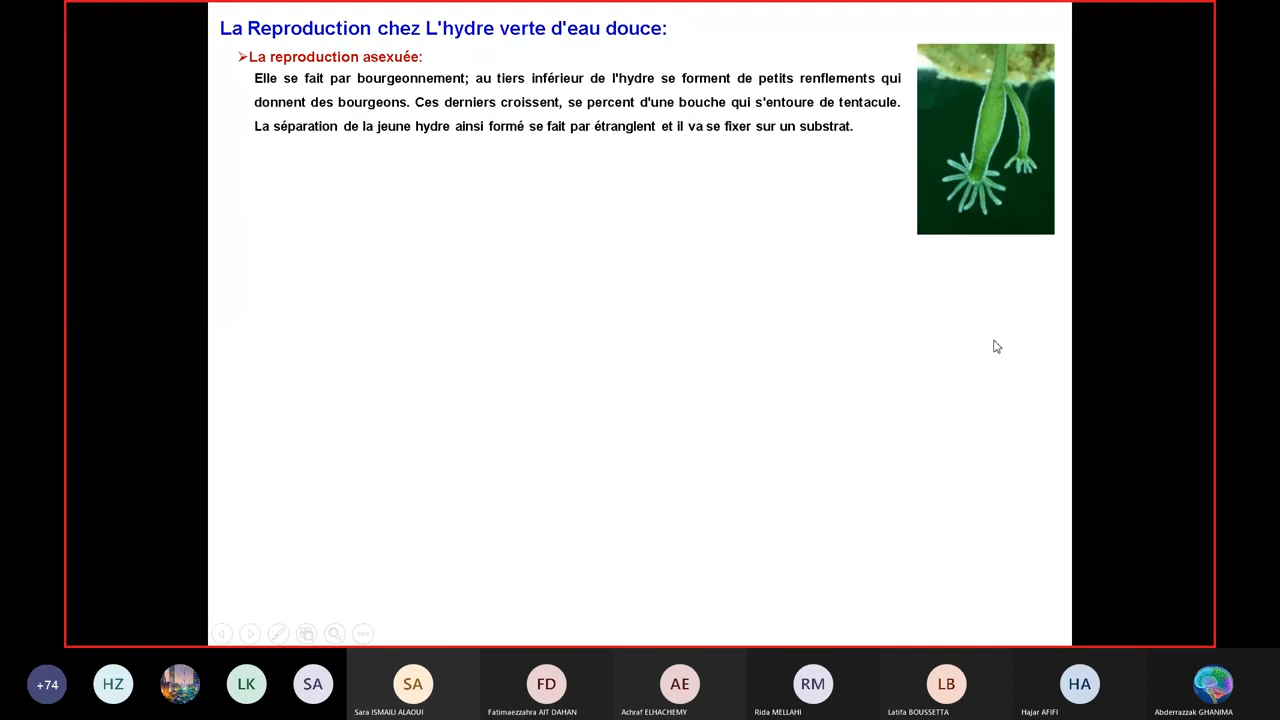 La Reproduction chez L'hydre verte d'eau douce:
➢La reproduction asexuée:
Elle se fait par bourgeonnement; au tiers inférieur de l'hydre se forment de petits renflements qui
donnent des bourgeons. Ces derniers croissent, se percent d'une bouche qui s'entoure de tentacule.
La séparation de la jeune hydre ainsi formé se fait par étranglent et il va se fixer sur un substrat.
+74
HZ
LK
SA
SA
FD
AE
RM
LB
HA
Sara ISMAILI ALAOUI
Fatimaezzahra AIT DAHAN
Achraf ELHACHEMY
Rida MELLAHI
Latifa BOUSSETTA
Hajar AFIFI
Abderrazzak GHANIMA